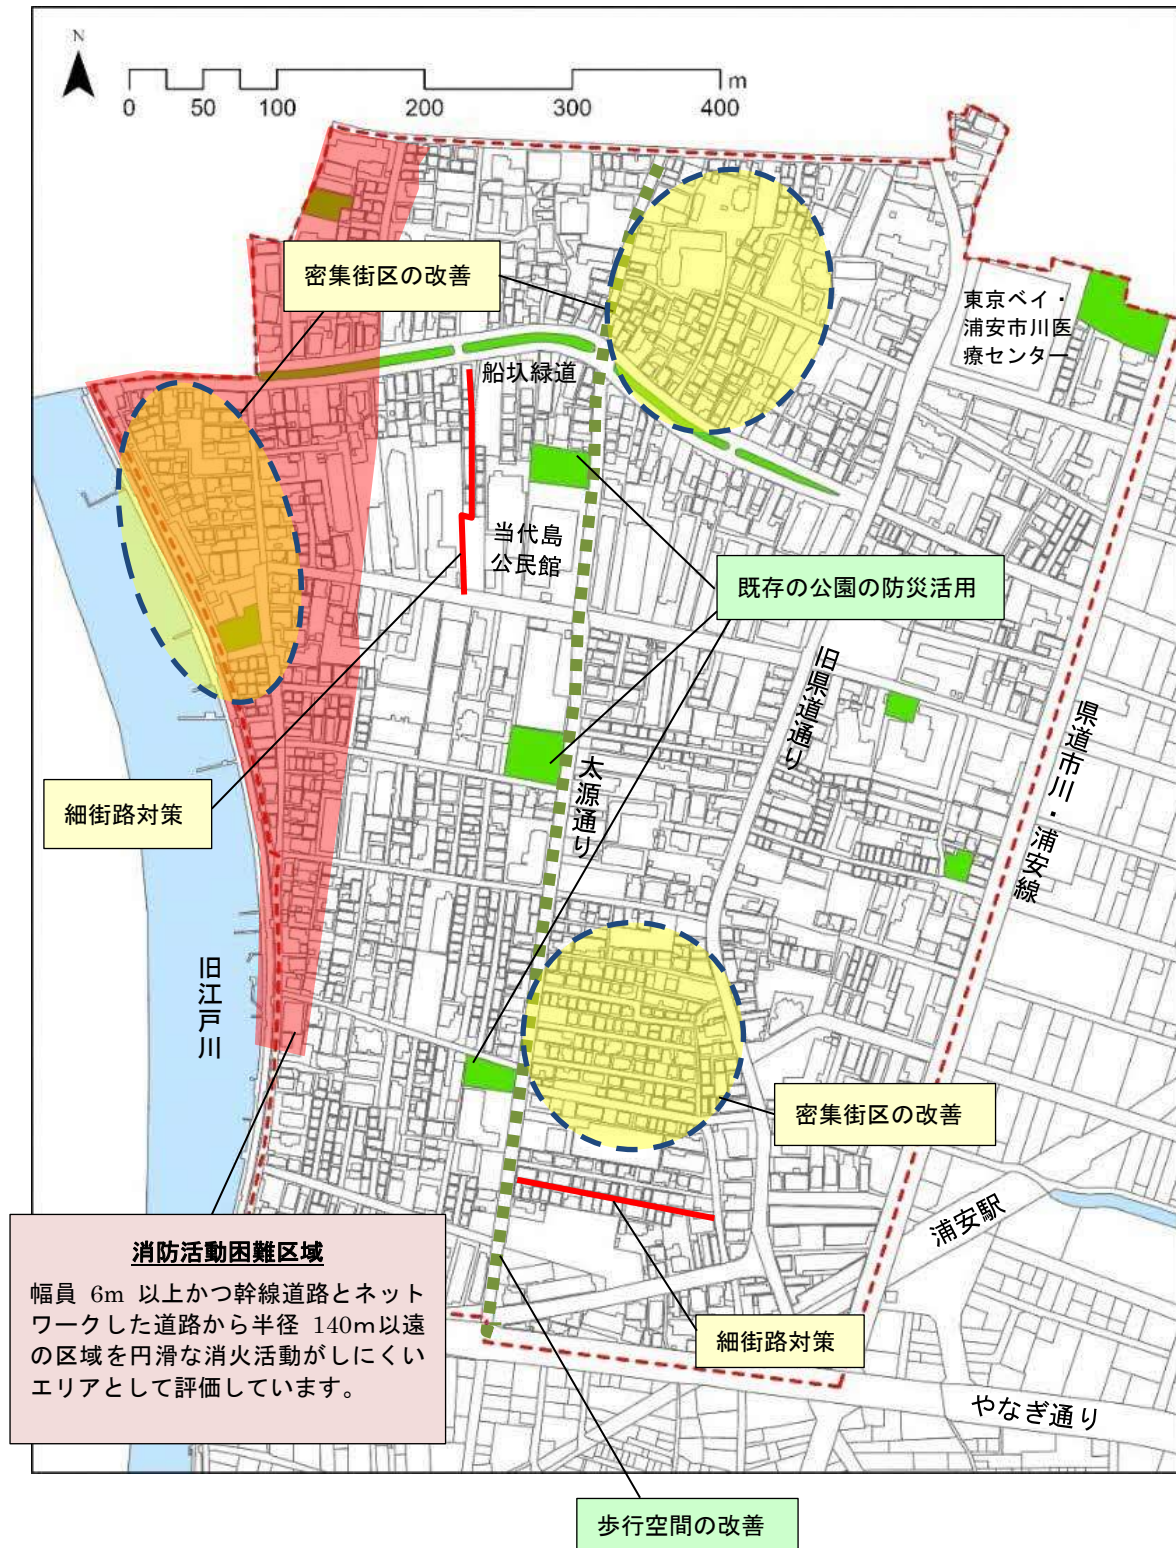 N
m
0 50 100 200 300 400
密集街区の改善
東京ベイ・
浦安市川医
療センター
船圦緑道
当代島
公民館
既存の公園の防災活用
旧県道通り
県道市川・浦安線
太源通り
細街路対策
旧江戸川
密集街区の改善
浦安駅
消防活動困難区域
幅員 6m 以上かつ幹線道路とネット
ワークした道路から半径 140m以遠
の区域を円滑な消火活動がしにくい
エリアとして評価しています。
細街路対策
やなぎ通り
歩行空間の改善